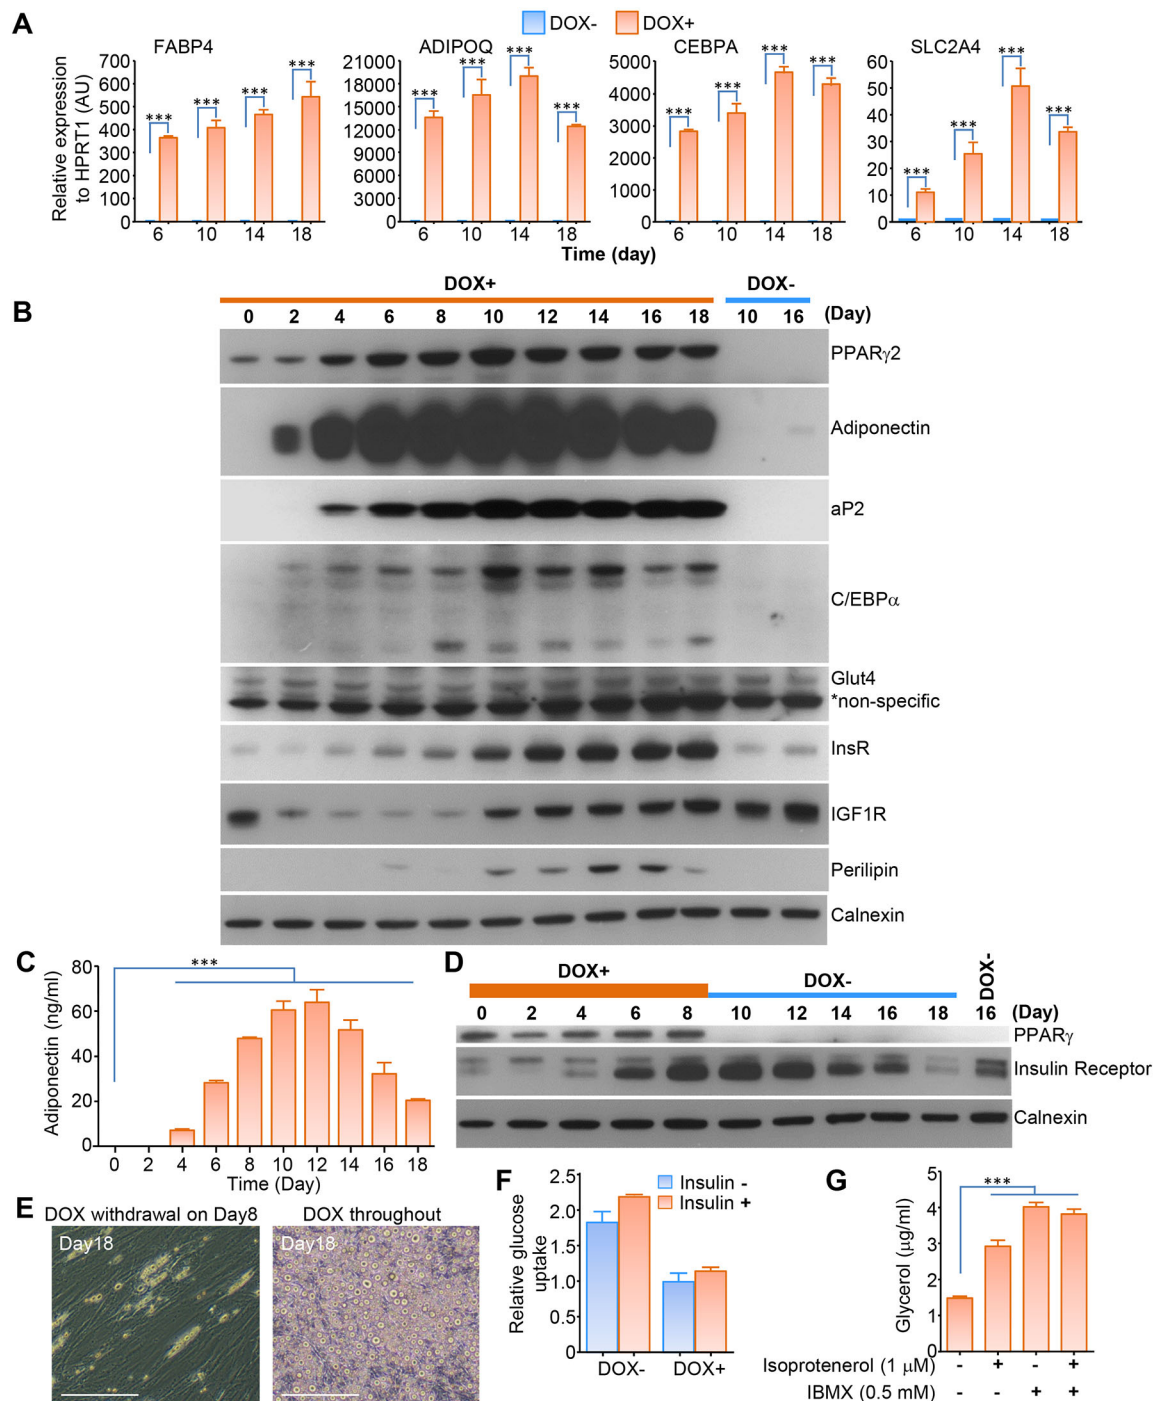 A
DOX- DOX+
FABP4 ADIPOQ CEBPA SLC2A4
Relative expression
to HPRT1 (AU)
700
600
500
400
300
200
100
0
*** *** *** ***
6 10 14 18
21000
18000
15000
12000
9000
6000
3000
0
*** *** *** ***
6 10 14 18
5000
4000
3000
2000
1000
0
*** *** *** ***
6 10 14 18
60
50
40
30
20
10
0
*** *** *** ***
6 10 14 18
Time (day)
B
DOX+ DOX-
0 2 4 6 8 10 12 14 16 18 10 16 (Day)
PPARγ2
Adiponectin
aP2
C/EBPα
Glut4
*non-specific
InsR
IGF1R
Perilipin
Calnexin
C
Adiponectin (ng/ml)
80
60
40
20
0
***
0 2 4 6 8 10 12 14 16 18
Time (Day)
D
DOX+ DOX- DOX-
0 2 4 6 8 10 12 14 16 18 16 (Day)
PPARγ
Insulin Receptor
Calnexin
E
DOX withdrawal on Day8 DOX throughout
Day18 Day18
F
Relative glucose
uptake
2.5
2.0
1.5
1.0
0.5
0
Insulin -
Insulin +
DOX- DOX+
G
Glycerol (μg/ml)
5
4
3
2
1
0
***
Isoprotenerol (1 μM) - + - +
IBMX (0.5 mM) - - + +